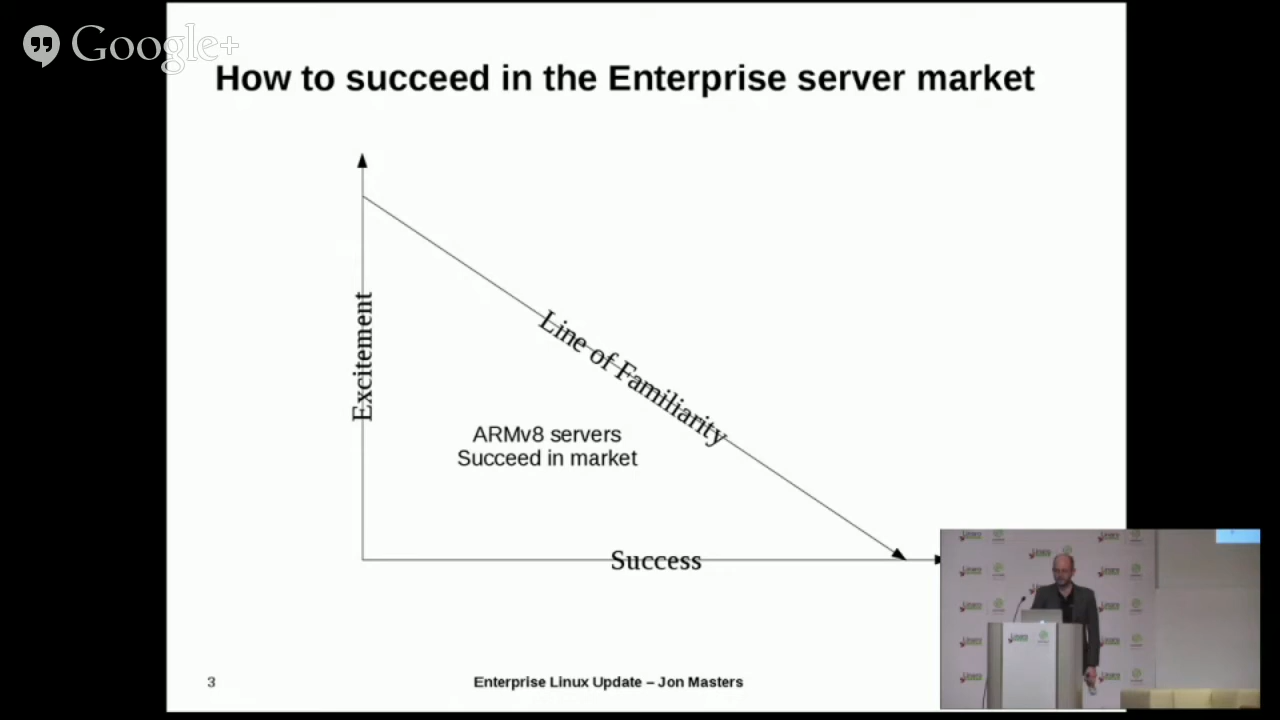 Google+
How to succeed in the Enterprise server market
Excitement
Line of Familiarity
ARMv8 servers
Succeed in market
Success
3
Enterprise Linux Update – Jon Masters
Linaro